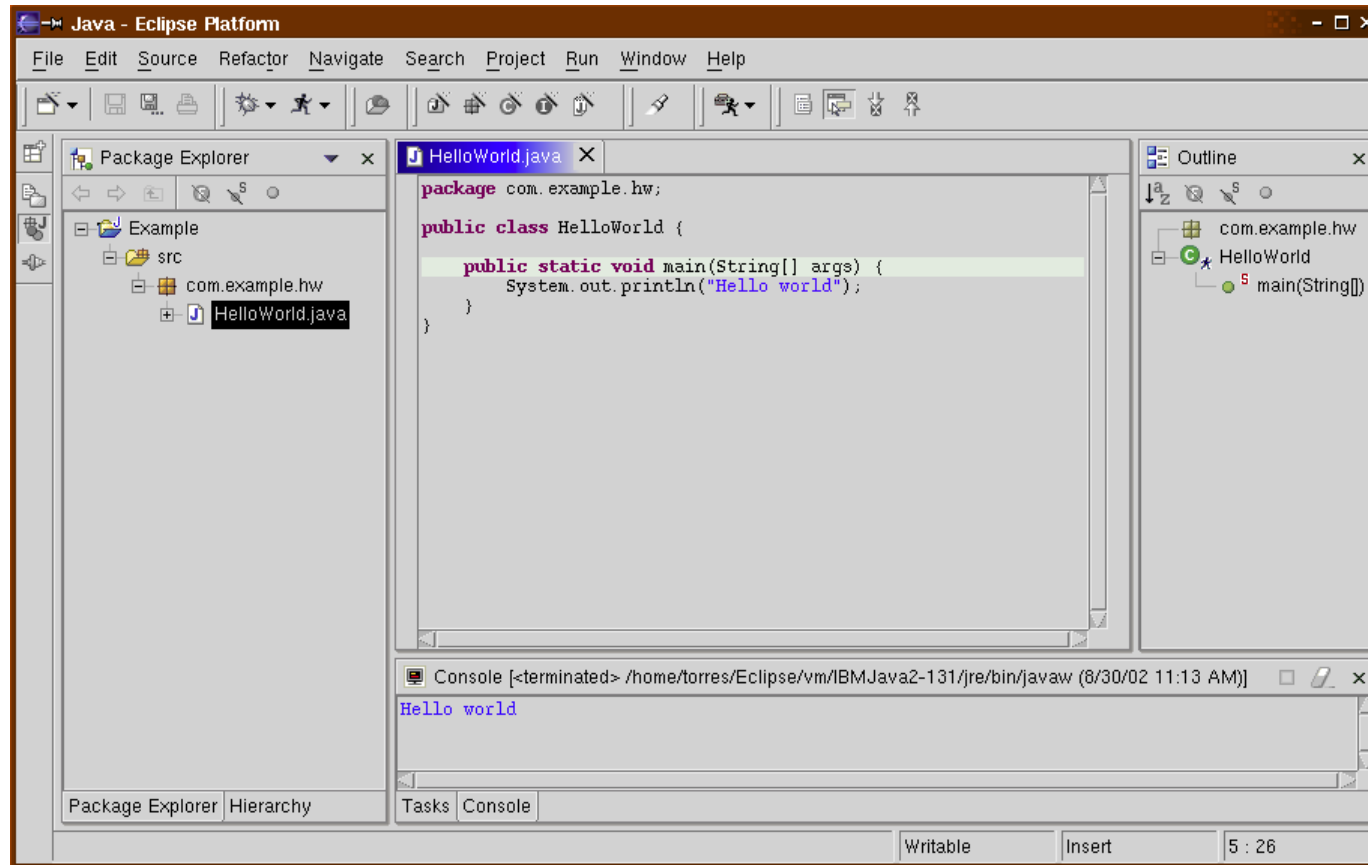 Java - Eclipse Platform
File Edit Source Refactor Navigate Search Project Run Window Help
Package Explorer
Example
src
com.example.hw
HelloWorld.java
Package Explorer Hierarchy
HelloWorld.java
package com.example.hw;
public class HelloWorld {
public static void main(String[] args) {
System.out.println("Hello world");
}
}
Outline
com.example.hw
HelloWorld
main(String[])
Console [<terminated> /home/torres/Eclipse/vm/IBMJava2-131/jre/bin/javaw (8/30/02 11:13 AM)]
Hello world
Tasks Console
Writable Insert 5 : 26